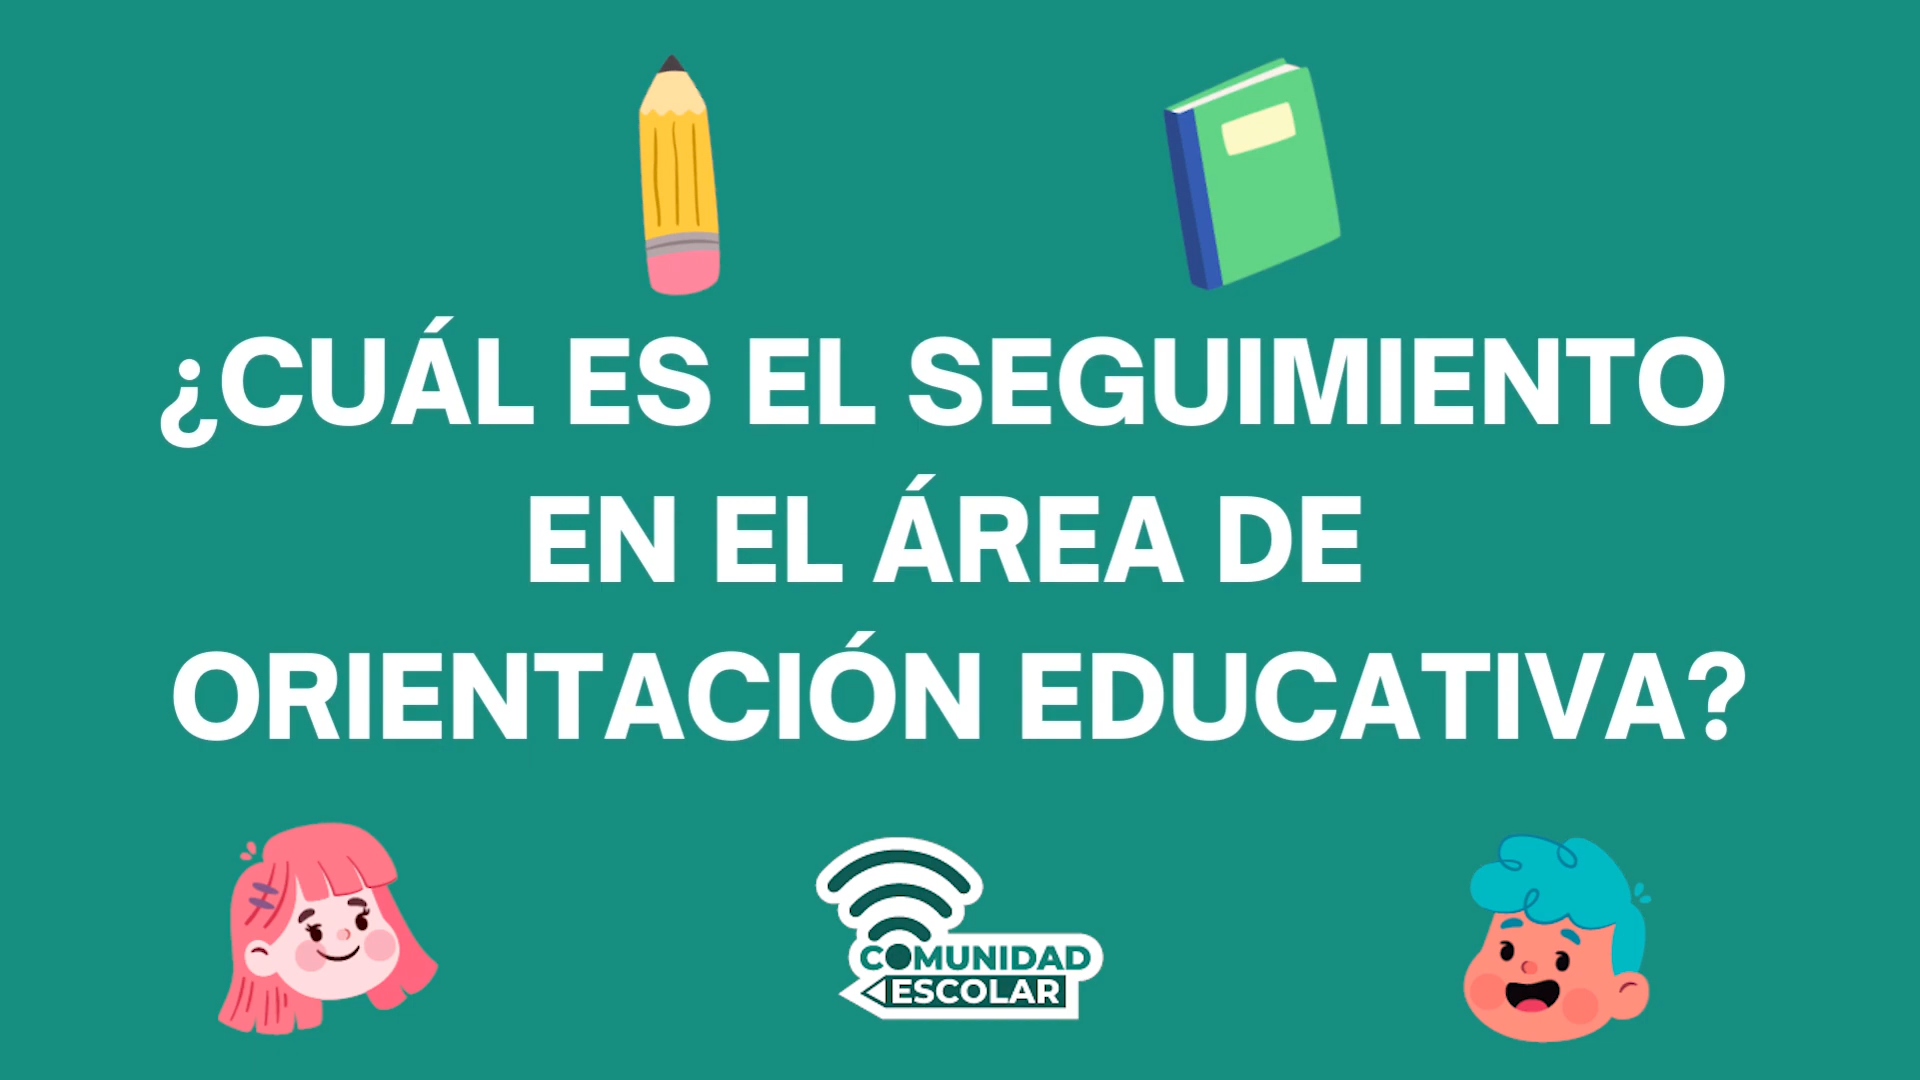 ¿CUÁL ES EL SEGUIMIENTO
EN EL ÁREA DE
ORIENTACIÓN EDUCATIVA?
COMUNIDAD
ESCOLAR